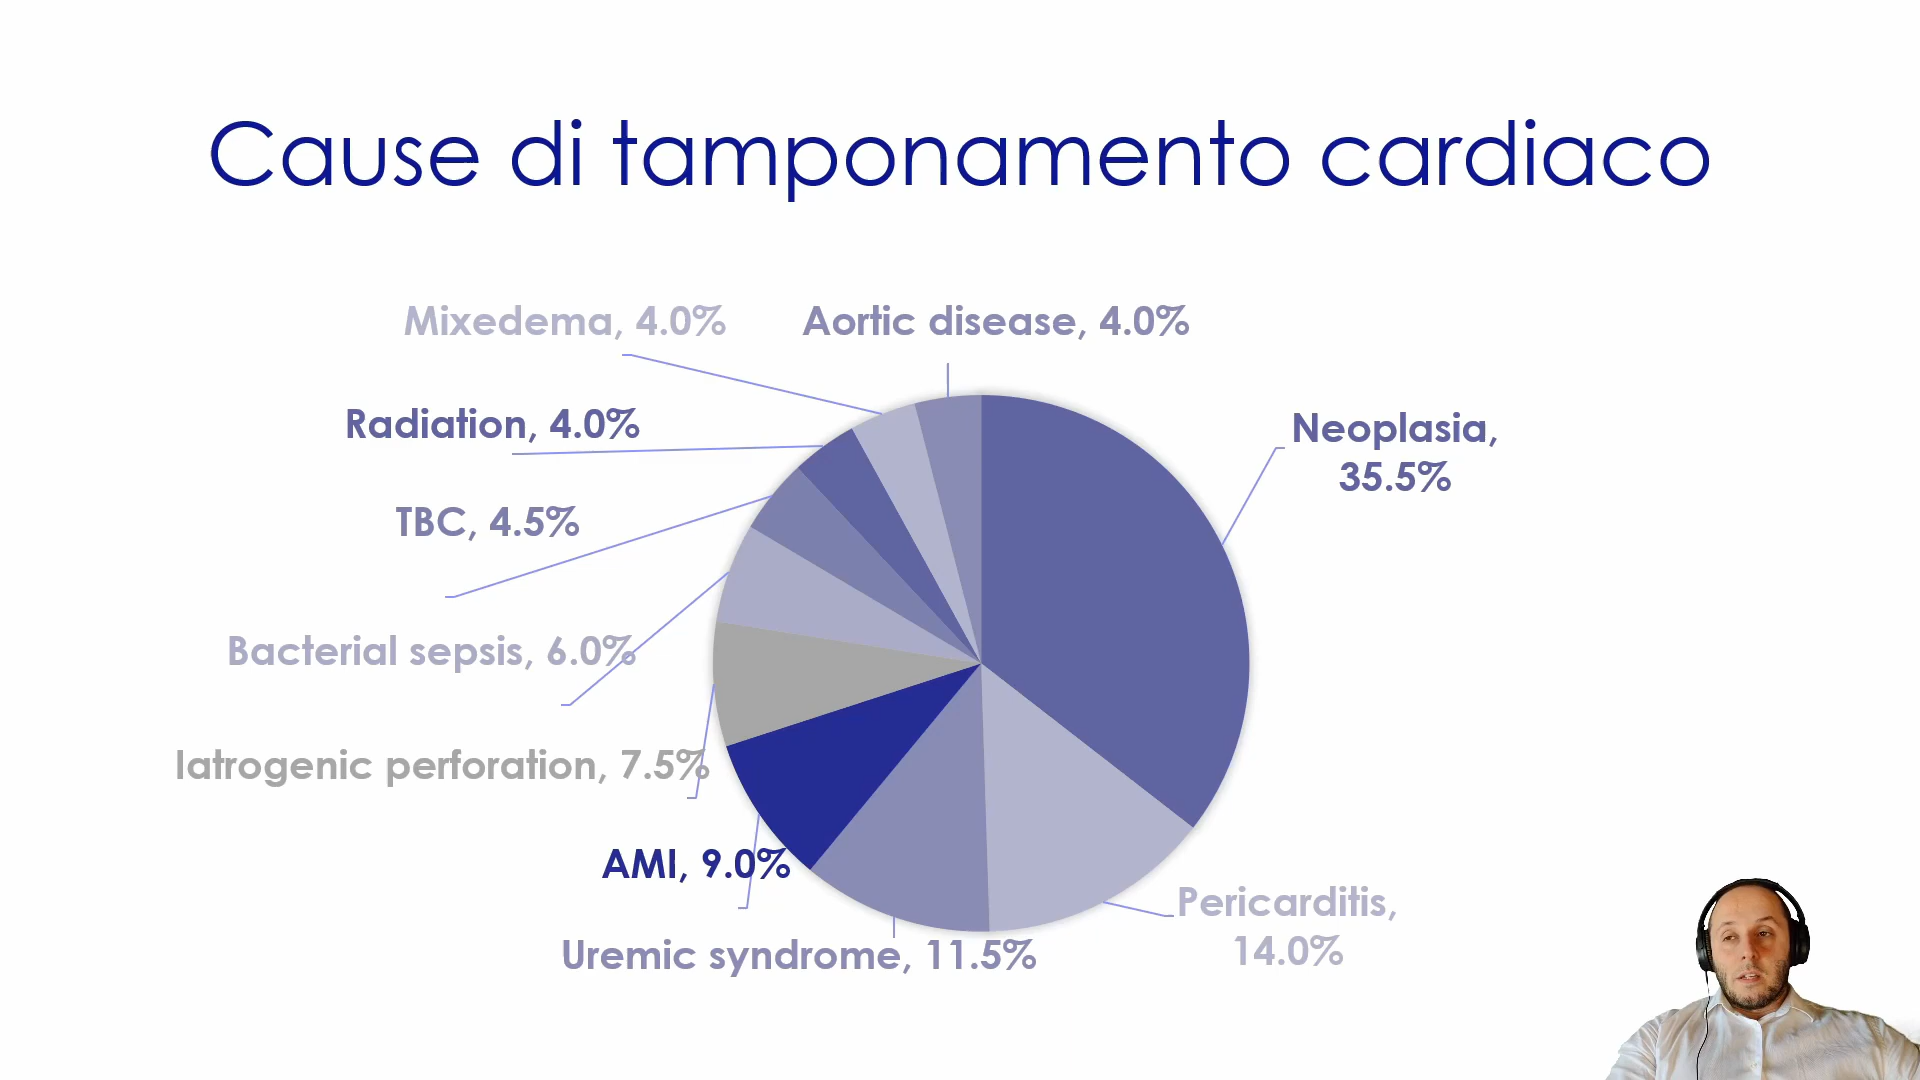 Cause di tamponamento cardiaco
Mixedema, 4.0%
Aortic disease, 4.0%
Radiation, 4.0%
Neoplasia,
35.5%
TBC, 4.5%
Bacterial sepsis, 6.0%
Iatrogenic perforation, 7.5%
AMI, 9.0%
Pericarditis,
14.0%
Uremic syndrome, 11.5%